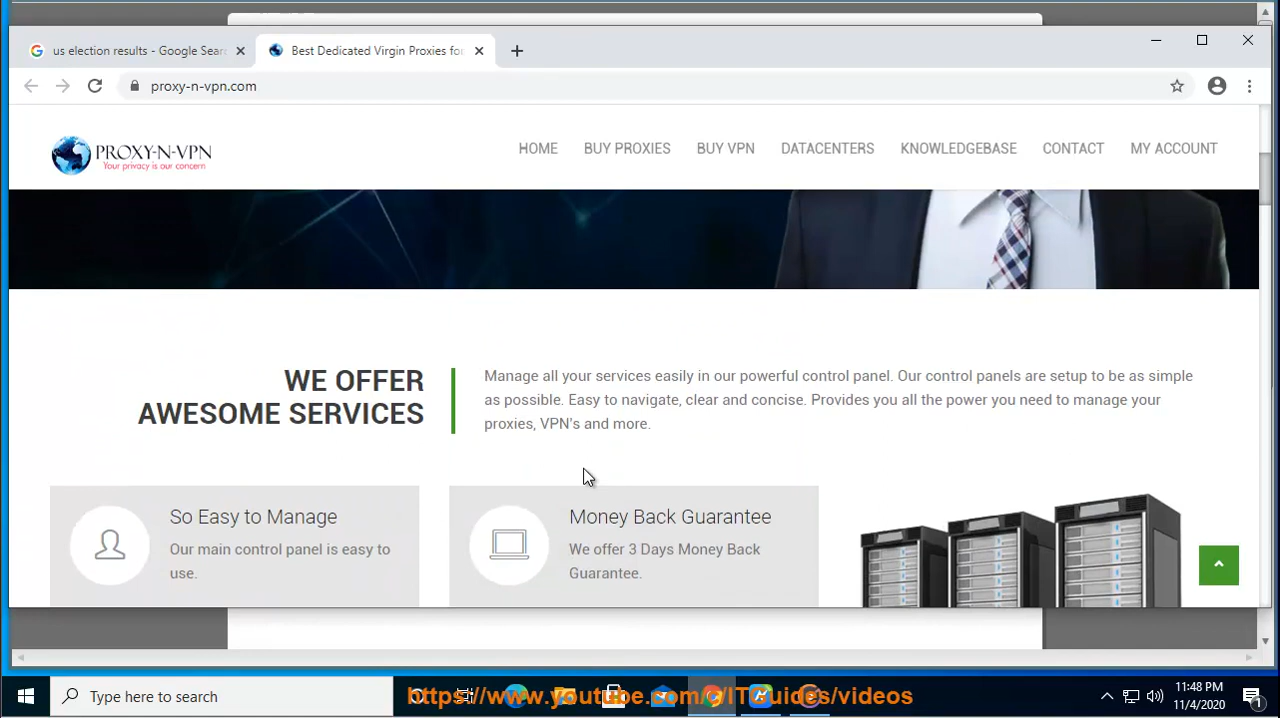 us election results - Google Sear
Best Dedicated Virgin Proxies for
proxy-n-vpn.com
PROXY-N-VPN
Your privacy is our concern
HOME BUY PROXIES BUY VPN DATACENTERS KNOWLEDGEBASE CONTACT MY ACCOUNT
WE OFFER
AWESOME SERVICES
Manage all your services easily in our powerful control panel. Our control panels are setup to be as simple
as possible. Easy to navigate, clear and concise. Provides you all the power you need to manage your
proxies, VPN's and more.
So Easy to Manage
Our main control panel is easy to
use.
Money Back Guarantee
We offer 3 Days Money Back
Guarantee.
Type here to search
https://www.youtube.com/c/ITGuides/videos
11:48 PM
11/4/2020
1